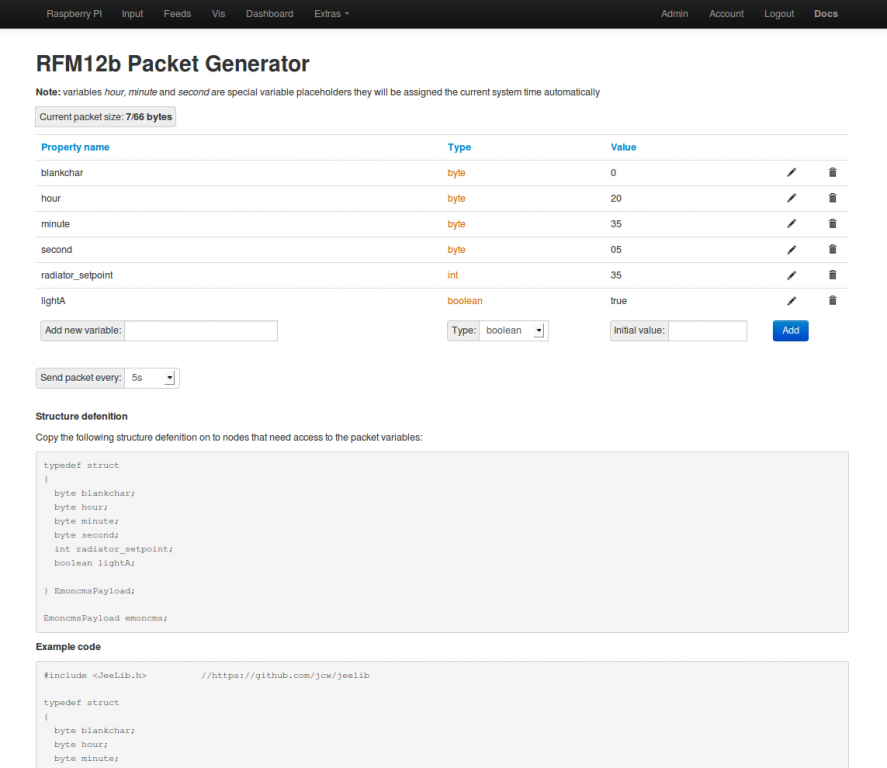 Raspberry PI Input Feeds Vis Dashboard Extras Admin Account Logout Docs
RFM12b Packet Generator
Note: variables hour, minute and second are special variable placeholders they will be assigned the current system time automatically
Current packet size: 7/66 bytes
Property name Type Value
blankchar byte 0
hour byte 20
minute byte 35
second byte 05
radiator_setpoint int 35
lightA boolean true
Add new variable: Type: boolean Initial value: Add
Send packet every: 5s
Structure defenition
Copy the following structure defenition on to nodes that need access to the packet variables:
typedef struct
{
byte blankchar;
byte hour;
byte minute;
byte second;
int radiator_setpoint;
boolean lightA;
} EmoncmsPayload;
EmoncmsPayload emoncms;
Example code
#include <JeeLib.h> //https://github.com/jcw/jeelib
typedef struct
{
byte blankchar;
byte hour;
byte minute;